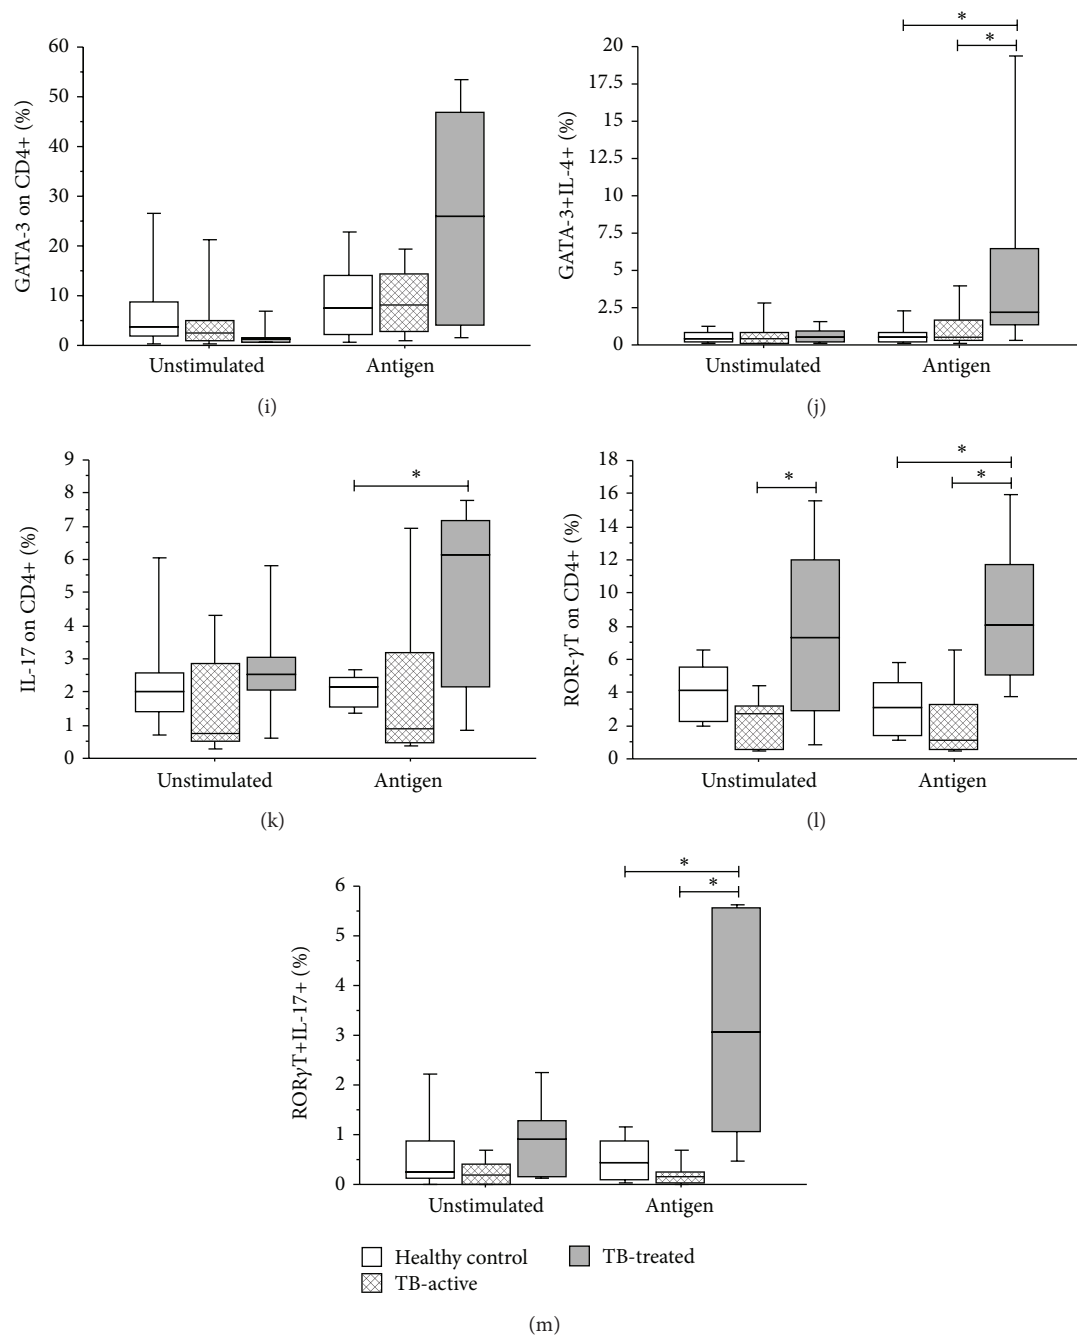 60
50
40
30
20
10
0
GATA-3 on CD4+ (%)
Unstimulated Antigen
(i)
* 
*
20
17.5
15
12.5
10
7.5
5
2.5
0
GATA-3+IL-4+ (%)
Unstimulated Antigen
(j)
*
9
8
7
6
5
4
3
2
1
0
IL-17 on CD4+ (%)
Unstimulated Antigen
(k)
*
*
*
18
16
14
12
10
8
6
4
2
0
ROR-γT on CD4+ (%)
Unstimulated Antigen
(l)
*
*
6
5
4
3
2
1
0
RORγT+IL-17+ (%)
Unstimulated Antigen
Healthy control
TB-active
TB-treated
(m)